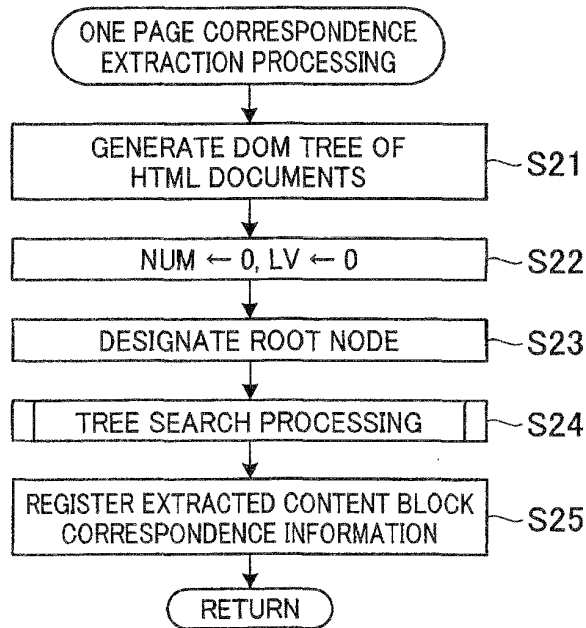 ONE PAGE CORRESPONDENCE
EXTRACTION PROCESSING
GENERATE DOM TREE OF
HTML DOCUMENTS
S21
NUM ← 0, LV ← 0
S22
DESIGNATE ROOT NODE
S23
TREE SEARCH PROCESSING
S24
REGISTER EXTRACTED CONTENT BLOCK
CORRESPONDENCE INFORMATION
S25
RETURN